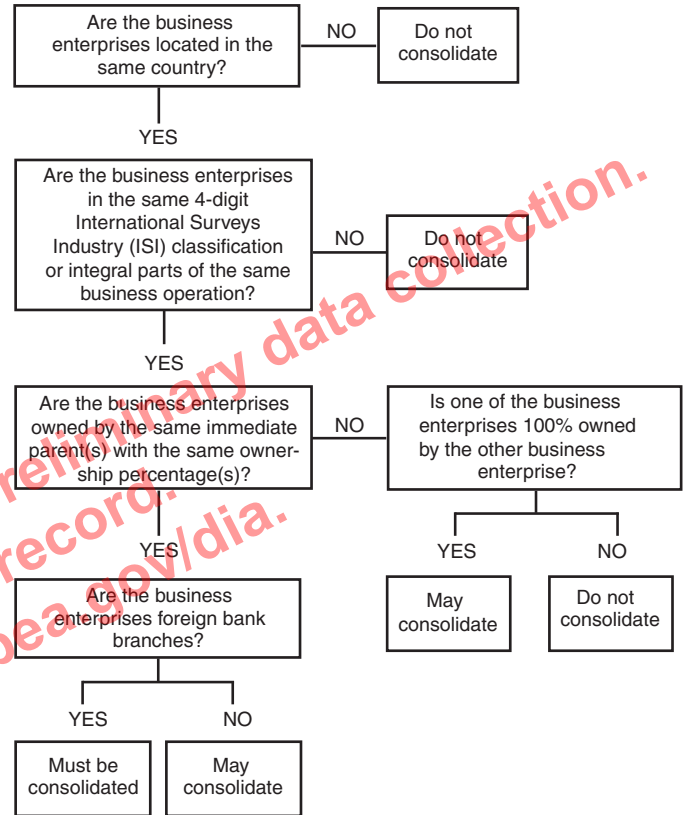 Are the business
enterprises located in the
same country?
NO
Do not
consolidate
YES
Are the business enterprises
in the same 4-digit
International Surveys
Industry (ISI) classification
or integral parts of the same
business operation?
NO
Do not
consolidate
YES
Are the business enterprises
owned by the same immediate
parent(s) with the same owner-
ship percentage(s)?
NO
Is one of the business
enterprises 100% owned
by the other business
enterprise?
YES
Are the business
enterprises foreign bank
branches?
YES
NO
May
consolidate
Do not
consolidate
YES
NO
Must be
consolidated
May
consolidate
reliminary data collection.
record.
bea.gov/dia.